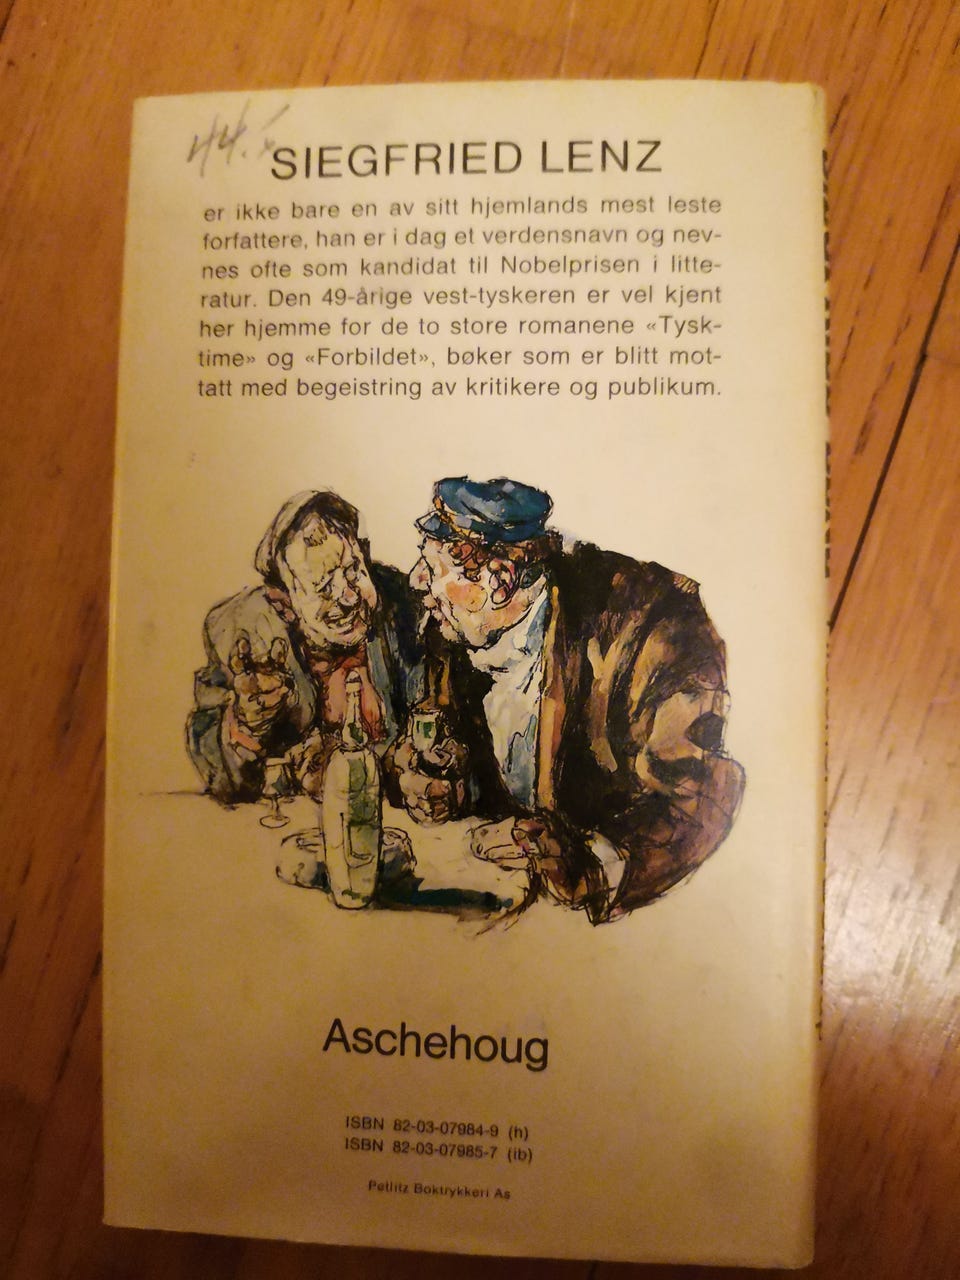 44.-
SIEGFRIED LENZ
er ikke bare en av sitt hjemlands mest leste
forfattere, han er i dag et verdensnavn og nev-
nes ofte som kandidat til Nobelprisen i litte-
ratur. Den 49-årige vest-tyskeren er vel kjent
her hjemme for de to store romanene «Tysk-
time» og «Forbildet», bøker som er blitt mot-
tatt med begeistring av kritikere og publikum.
Aschehoug
ISBN 82-03-07984-9 (h)
ISBN 82-03-07985-7 (ib)
Petlitz Boktrykkeri As